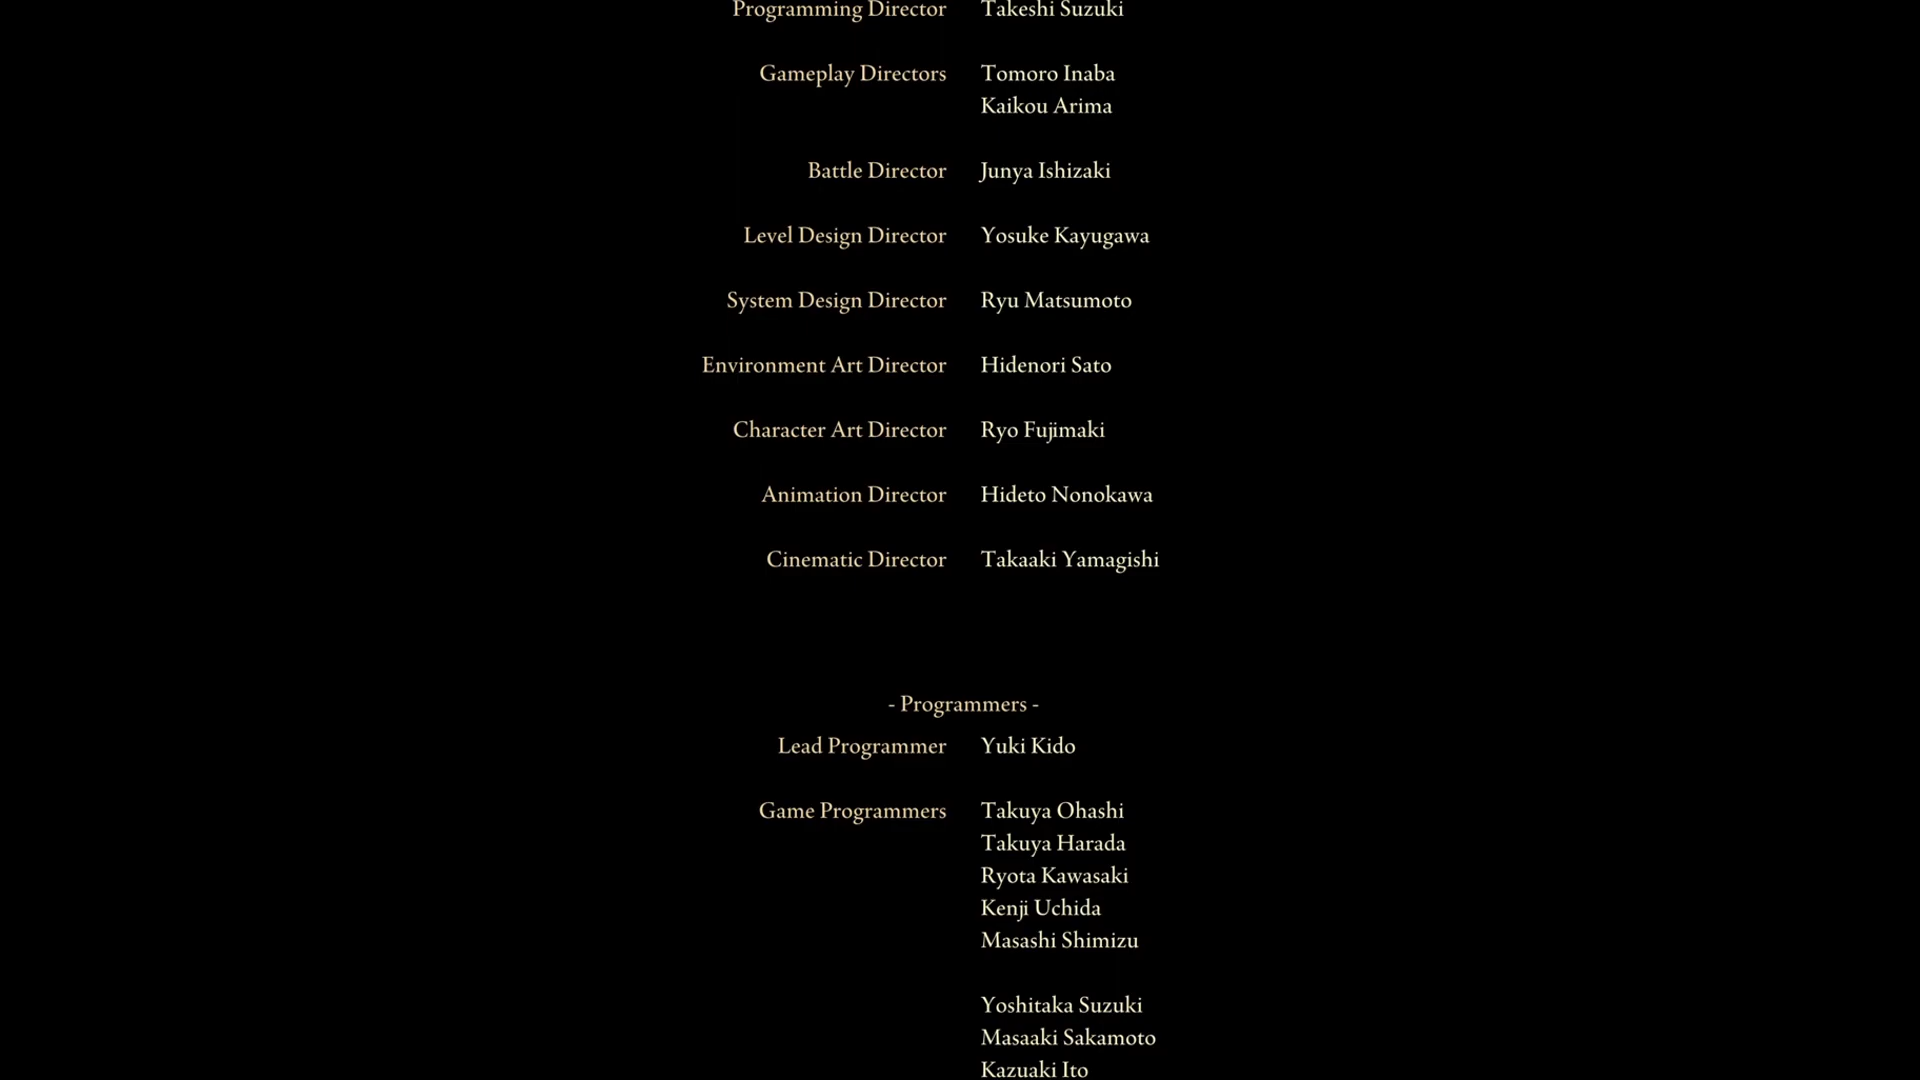 Programming Director Takeshi Suzuki
Gameplay Directors Tomoro Inaba
Kaikou Arima
Battle Director Junya Ishizaki
Level Design Director Yosuke Kayugawa
System Design Director Ryu Matsumoto
Environment Art Director Hidenori Sato
Character Art Director Ryo Fujimaki
Animation Director Hideto Nonokawa
Cinematic Director Takaaki Yamagishi
- Programmers -
Lead Programmer Yuki Kido
Game Programmers Takuya Ohashi
Takuya Harada
Ryota Kawasaki
Kenji Uchida
Masashi Shimizu
Yoshitaka Suzuki
Masaaki Sakamoto
Kazuaki Ito